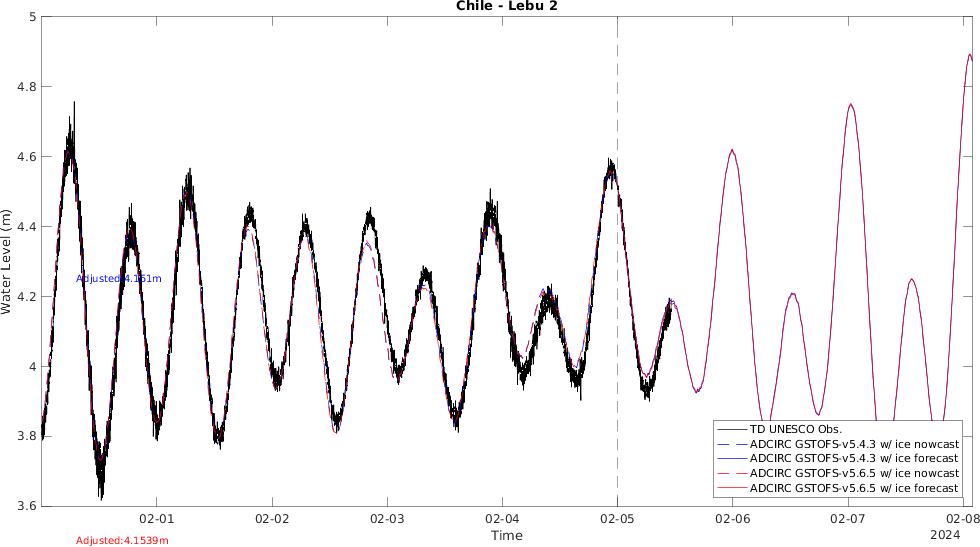 Chile - Lebu 2
5
4.8
4.6
4.4
4.2
4
3.8
3.6
Water Level (m)
Adjusted:4.161m
TD UNESCO Obs.
ADCIRC GSTOFS-v5.4.3 w/ ice nowcast
ADCIRC GSTOFS-v5.4.3 w/ ice forecast
ADCIRC GSTOFS-v5.6.5 w/ ice nowcast
ADCIRC GSTOFS-v5.6.5 w/ ice forecast
02-01 02-02 02-03 02-04 02-05 02-06 02-07 02-08
Time
2024
Adjusted:4.1539m